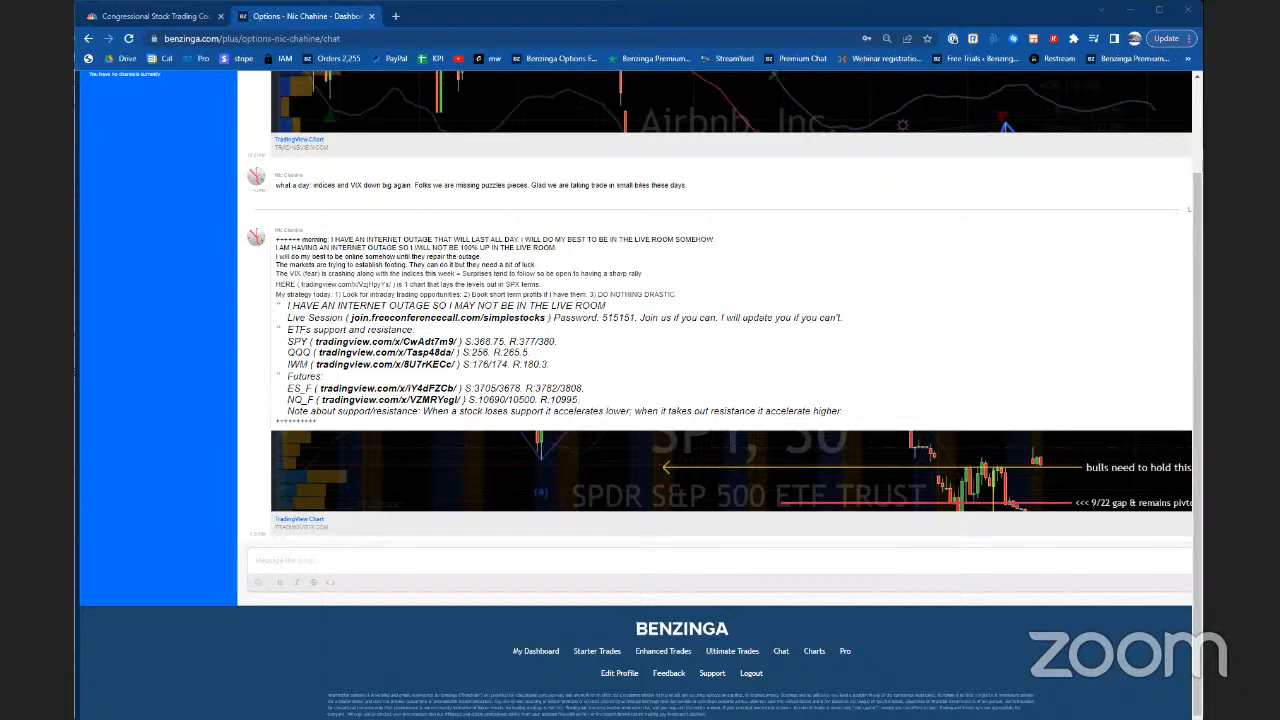 Congressional Stock Trading Co
Options - Nic Chahine - Dashbo
benzinga.com/plus/options-nic-chahine/chat
Update
Drive
Cal
Pro
stripe
IAM
Orders 2,255
PayPal
KPI
mw
Benzinga Options E...
Benzinga Premium...
StreamYard
Premium Chat
Webinar registratio...
Free Trials ‹ Benzing...
Restream
Benzinga Premium...
You have no channels currently
Airbnb, Inc.
TradingView Chart
TRADINGVIEW.COM
Nic Chahine
what a day: indices and VIX down big again. Folks we are missing puzzles pieces. Glad we are taking trade in small bites these days.
Nic Chahine
++++++ morning: I HAVE AN INTERNET OUTAGE THAT WILL LAST ALL DAY. I WILL DO MY BEST TO BE IN THE LIVE ROOM SOMEHOW.
I AM HAVING AN INTERNET OUTAGE SO I WILL NOT BE 100% UP IN THE LIVE ROOM.
I will do my best to be online somehow until they repair the outage.
The markets are trying to establish footing. They can do it but they need a bit of luck.
The VIX (fear) is crashing along with the indices this week = Surprises tend to follow so be open to having a sharp rally.
HERE ( tradingview.com/x/VzjHpyYs/ ) is 1 chart that lays the levels out in SPX terms.
My strategy today: 1) Look for intraday trading opportunities: 2) Book short term profits if I have them. 3) DO NOTHING DRASTIC.
I HAVE AN INTERNET OUTAGE SO I MAY NOT BE IN THE LIVE ROOM
Live Session ( join.freeconferencecall.com/simplestocks ) Password: 515151. Join us if you can. I will update you if you can't.
ETFs support and resistance:
SPY ( tradingview.com/x/CwAdt7m9/ ) S:368.75. R:377/380.
QQQ ( tradingview.com/x/Tasp48da/ ) S:256. R:265.5.
IWM ( tradingview.com/x/8U7rKECc/ ) S:176/174. R:180.3.
Futures:
ES_F ( tradingview.com/x/iY4dFZCb/ ) S:3705/3678. R:3782/3808.
NQ_F ( tradingview.com/x/VZMRYegl/ ) S:10690/10500. R:10995.
Note about support/resistance: When a stock loses support it accelerates lower; when it takes out resistance it accelerate higher.
++++++++++
SPY, 30
SPDR S&P 500 ETF TRUST
bulls need to hold this
<<< 9/22 gap & remains pivto
(4)
TradingView Chart
TRADINGVIEW.COM
BENZINGA
My Dashboard
Starter Trades
Enhanced Trades
Ultimate Trades
Chat
Charts
Pro
Edit Profile
Feedback
Support
Logout
zoom